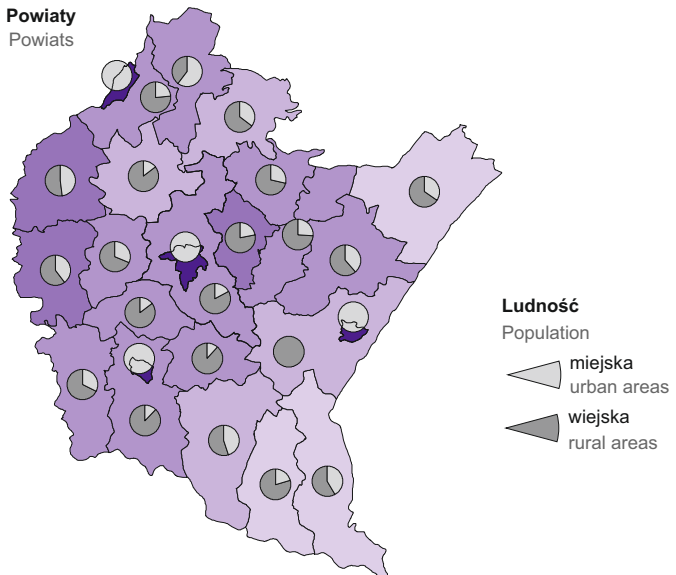 Powiaty
Powiats
Ludność
Population
miejska
urban areas
wiejska
rural areas